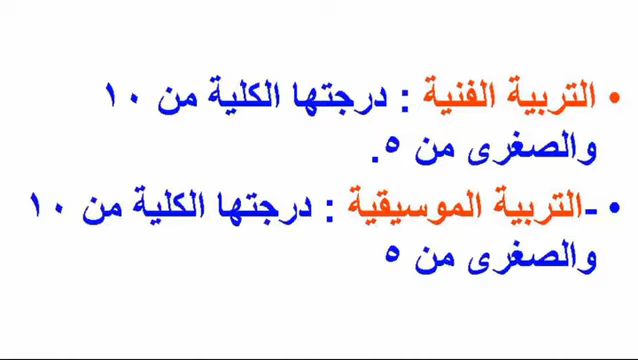 • التربية الفنية : درجتها الكلية من ١٠
والصغرى من ٥.
• -التربية الموسيقية : درجتها الكلية من ١٠
والصغرى من ٥